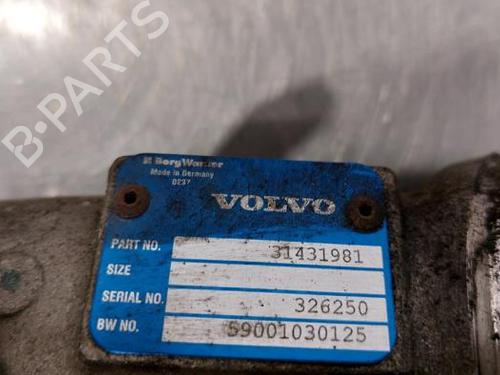 B-PARTS
BorgWarner
Made in Germany
0237
VOLVO
PART NO. 31431981
SIZE
SERIAL NO. 326250
BW NO. 59001030125